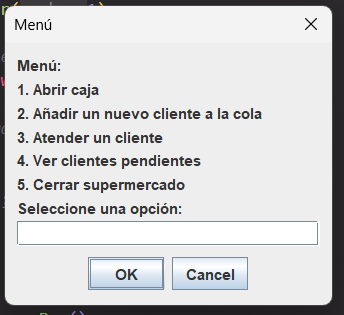 Menú
Menú:
1. Abrir caja
2. Añadir un nuevo cliente a la cola
3. Atender un cliente
4. Ver clientes pendientes
5. Cerrar supermercado
Seleccione una opción:
OK
Cancel